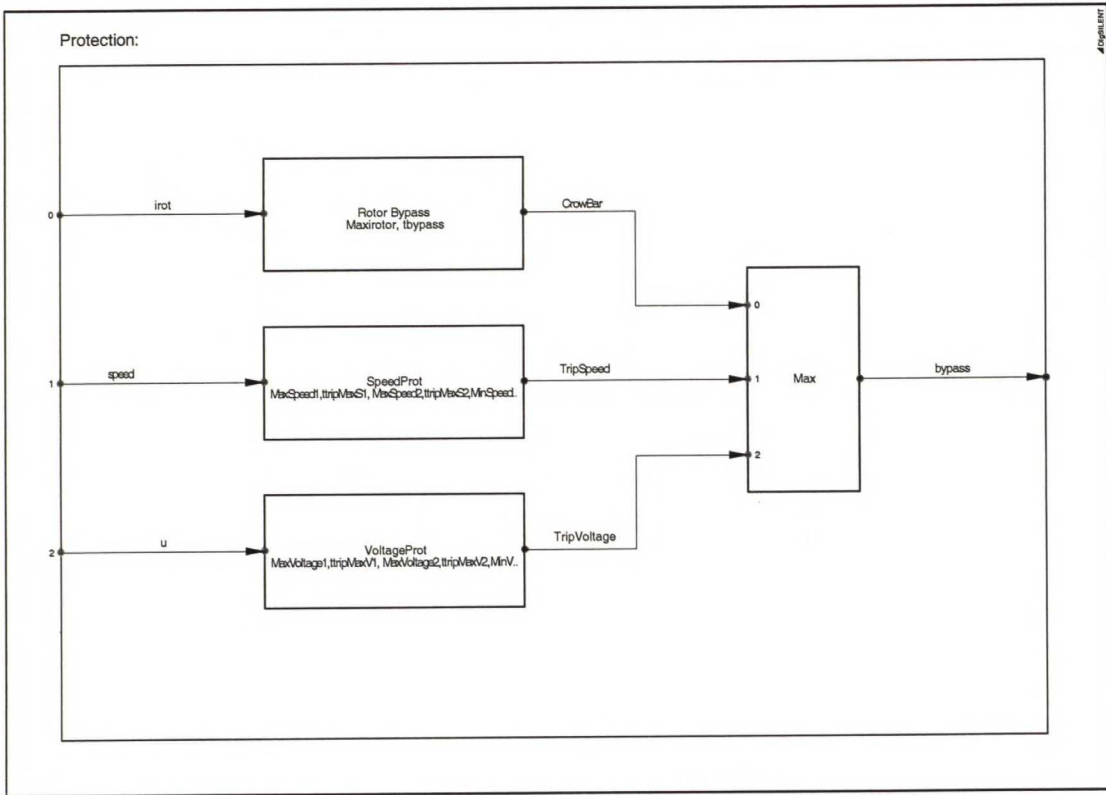 DIgSILENT
Protection:
irot
0
Rotor Bypass
Maxirotor, tbypass
CrowBar
0
speed
1
SpeedProt
MaxSpeed1,ttripMaxS1, MaxSpeed2,ttripMaxS2,MinSpeed..
TripSpeed
1
Max
bypass
2
u
2
VoltageProt
MaxVoltage1,ttripMaxV1, MaxVoltage2,ttripMaxV2,MinV..
TripVoltage